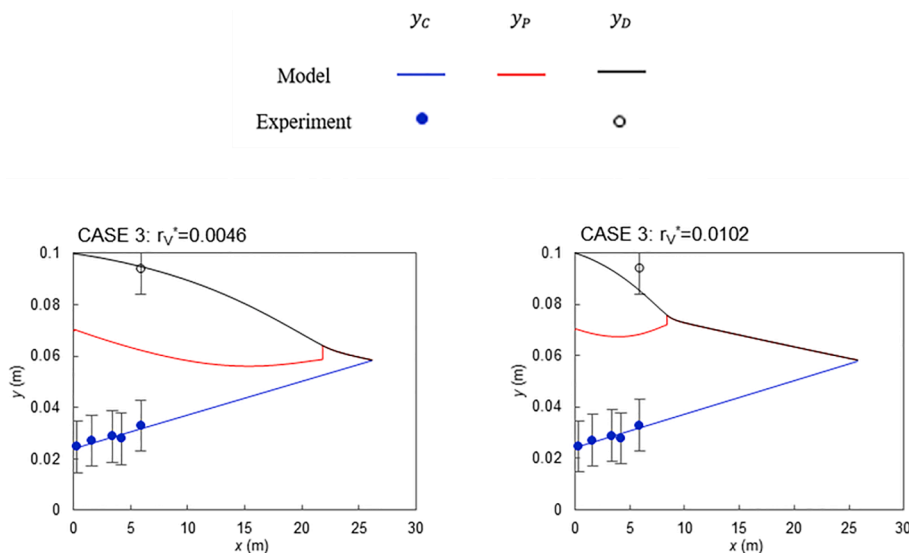 y_C y_P y_D
Model
Experiment
CASE 3: r_V*=0.0046
0.1
0.08
0.06
0.04
0.02
0
y (m)
0 5 10 15 20 25 30
x (m)
CASE 3: r_V*=0.0102
0.1
0.08
0.06
0.04
0.02
0
y (m)
0 5 10 15 20 25 30
x (m)